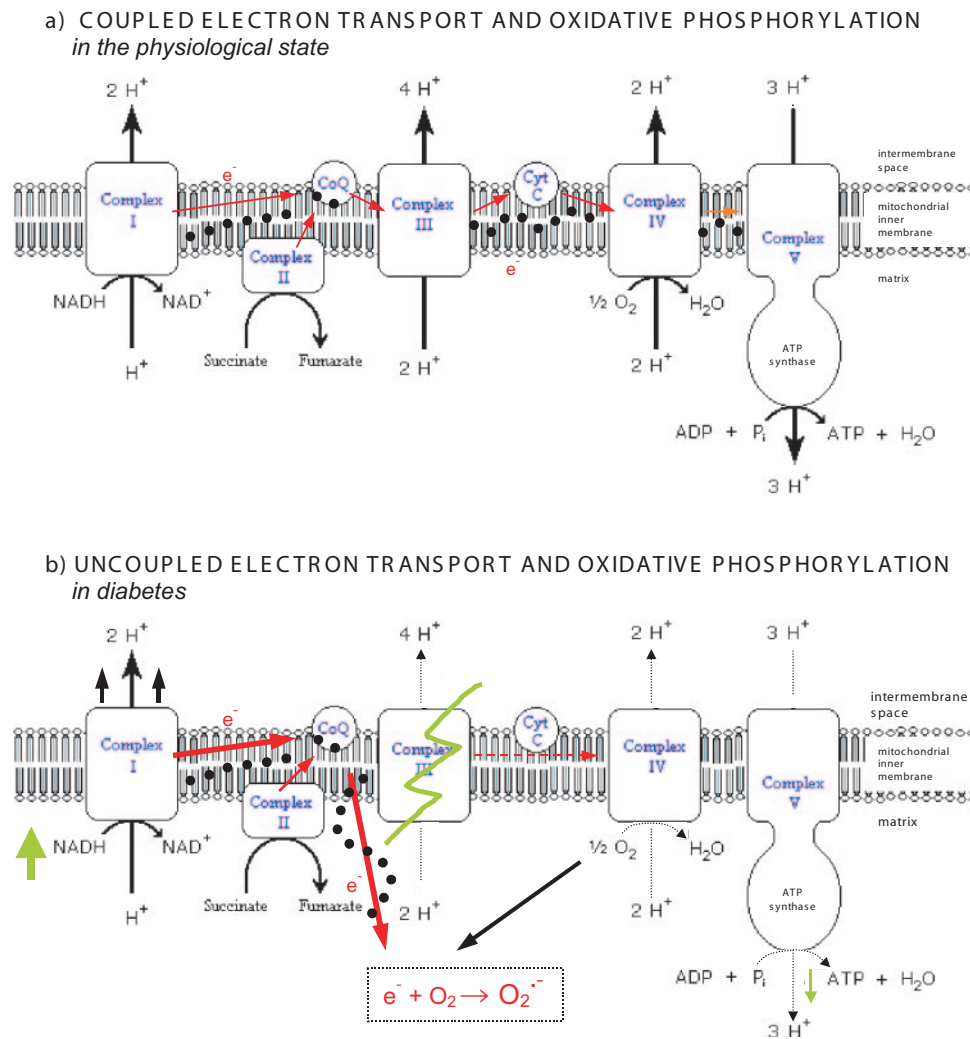 a) COUPLED ELECTRON TRANSPORT AND OXIDATIVE PHOSPHORYLATION
in the physiological state
2 H⁺
4 H⁺
2 H⁺
3 H⁺
intermembrane
space
e⁻
CoQ
Cyt
C
Complex
I
Complex
III
Complex
IV
mitochondrial
inner
membrane
Complex
II
e⁻
Complex
V
matrix
NADH
NAD⁺
½ O₂
H₂O
Succinate
Fumarate
ATP
synthase
H⁺
2 H⁺
2 H⁺
ADP + Pᵢ
ATP + H₂O
3 H⁺
b) UNCOUPLED ELECTRON TRANSPORT AND OXIDATIVE PHOSPHORYLATION
in diabetes
2 H⁺
4 H⁺
2 H⁺
3 H⁺
intermembrane
space
e⁻
CoQ
Cyt
C
Complex
I
Complex
III
Complex
IV
mitochondrial
inner
membrane
Complex
II
Complex
V
matrix
NADH
NAD⁺
½ O₂
H₂O
Succinate
Fumarate
e⁻
ATP
synthase
H⁺
2 H⁺
2 H⁺
ADP + Pᵢ
ATP + H₂O
e⁻ + O₂ → O₂·⁻
3 H⁺